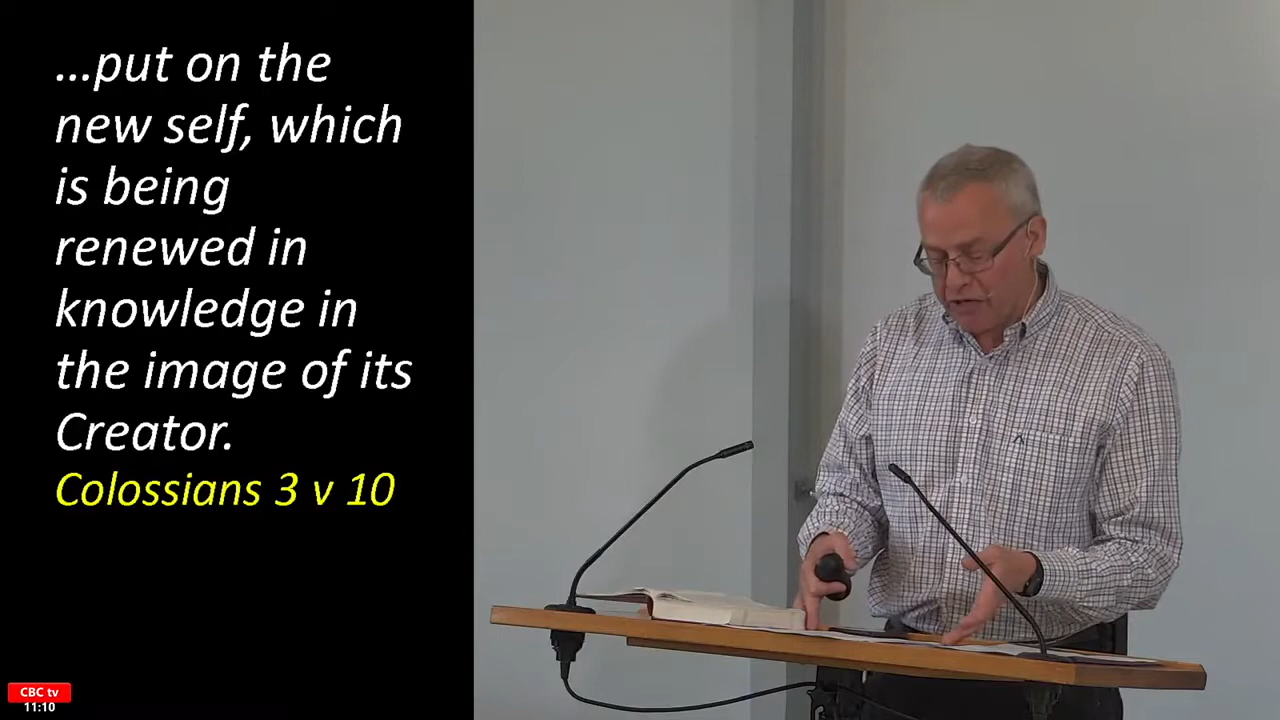 …put on the
new self, which
is being
renewed in
knowledge in
the image of its
Creator.
Colossians 3 v 10
CBC tv
11:10